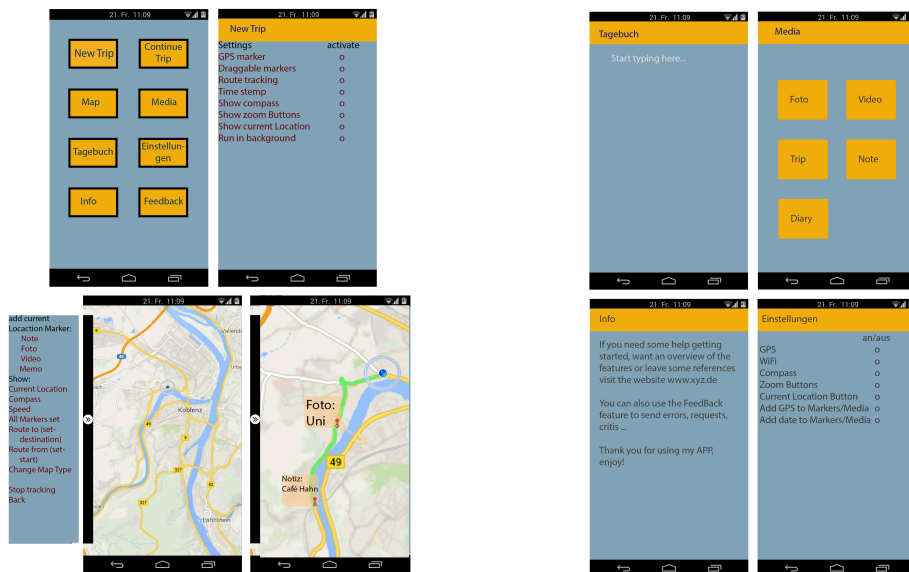 21. Fr. 11:09
New Trip
Continue
Trip
Map
Media
Tagebuch
Einstellun-
gen
Info
Feedback
21. Fr. 11:09
New Trip
Settings activate
GPS marker o
Draggable markers o
Route tracking o
Time stemp o
Show compass o
Show zoom Buttons o
Show current Location o
Run in background o
21. Fr. 11:09
Tagebuch
Start typing here...
21. Fr. 11:09
Media
Foto
Video
Trip
Note
Diary
add current
Locaction Marker:
Note
Foto
Video
Memo
Show:
Current Location
Compass
Speed
All Markers set
Route to (set-
destination)
Route from (set-
start)
Change Map Type
Stop tracking
Back
21. Fr. 11:09
9
48
Koblenz
49
9
327
42
327
Lahnstein
21. Fr. 11:09
Foto:
Uni
49
Notiz:
Café Hahn
21. Fr. 11:09
Info
If you need some help getting
started, want an overview of the
features or leave some references
visit the website www.xyz.de
You can also use the FeedBack
feature to send errors, requests,
critis ...
Thank you for using my APP,
enjoy!
21. Fr. 11:09
Einstellungen
an/aus
GPS o
WiFi o
Compass o
Zoom Buttons o
Current Location Button o
Add GPS to Markers/Media o
Add date to Markers/Media o